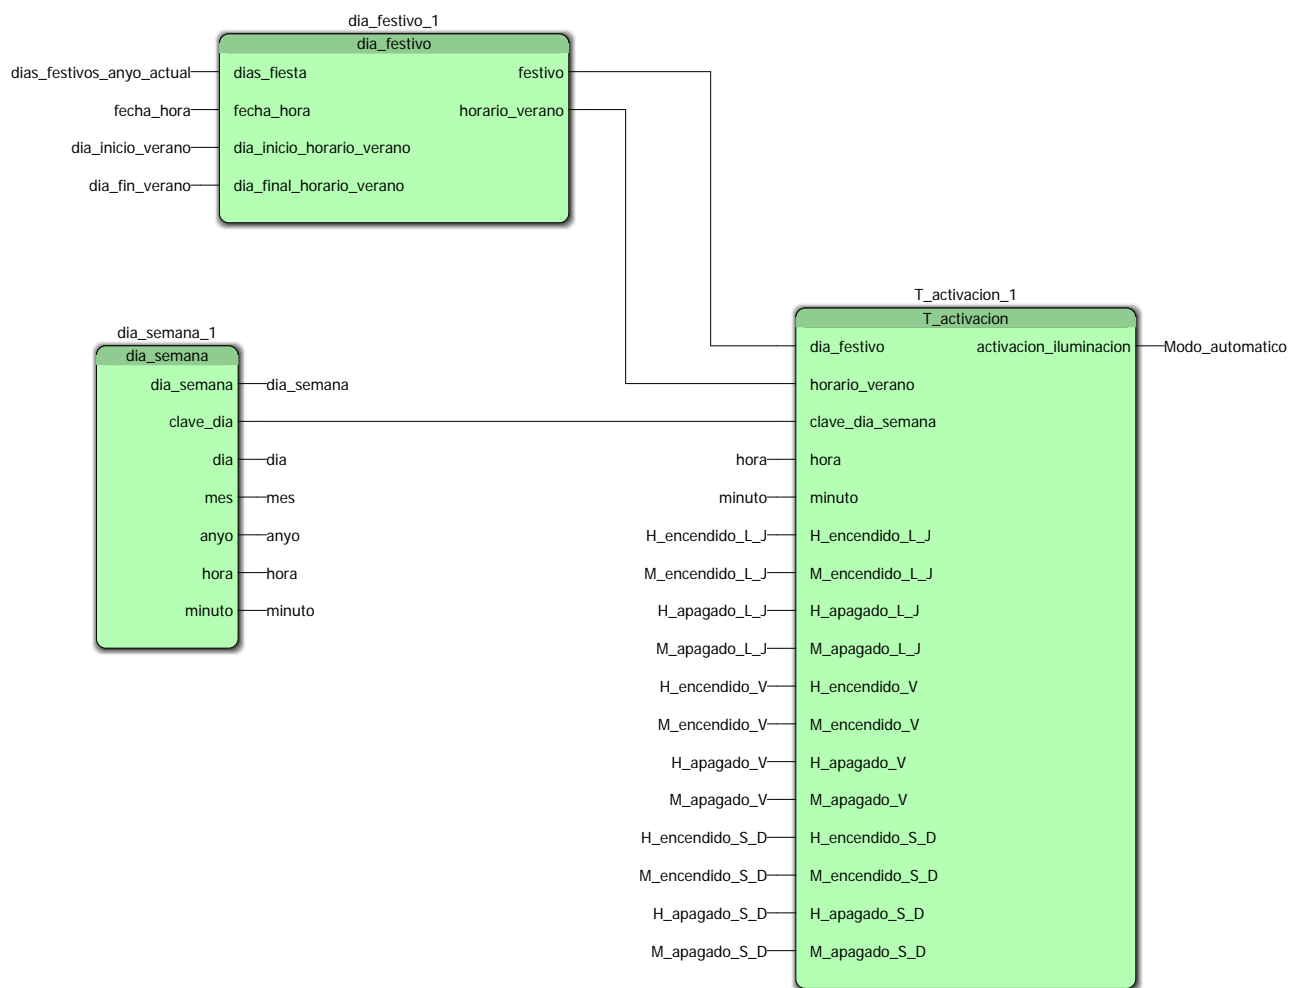 dia_festivo_1
dia_festivo
dias_festivos_anyo_actual dias_fiesta festivo
fecha_hora fecha_hora horario_verano
dia_inicio_verano dia_inicio_horario_verano
dia_fin_verano dia_final_horario_verano
dia_semana_1
dia_semana
dia_semana dia_semana
clave_dia
dia dia
mes mes
anyo anyo
hora hora
minuto minuto
T_activacion_1
T_activacion
dia_festivo activacion_iluminacion Modo_automatico
horario_verano
clave_dia_semana
hora hora
minuto minuto
H_encendido_L_J H_encendido_L_J
M_encendido_L_J M_encendido_L_J
H_apagado_L_J H_apagado_L_J
M_apagado_L_J M_apagado_L_J
H_encendido_V H_encendido_V
M_encendido_V M_encendido_V
H_apagado_V H_apagado_V
M_apagado_V M_apagado_V
H_encendido_S_D H_encendido_S_D
M_encendido_S_D M_encendido_S_D
H_apagado_S_D H_apagado_S_D
M_apagado_S_D M_apagado_S_D